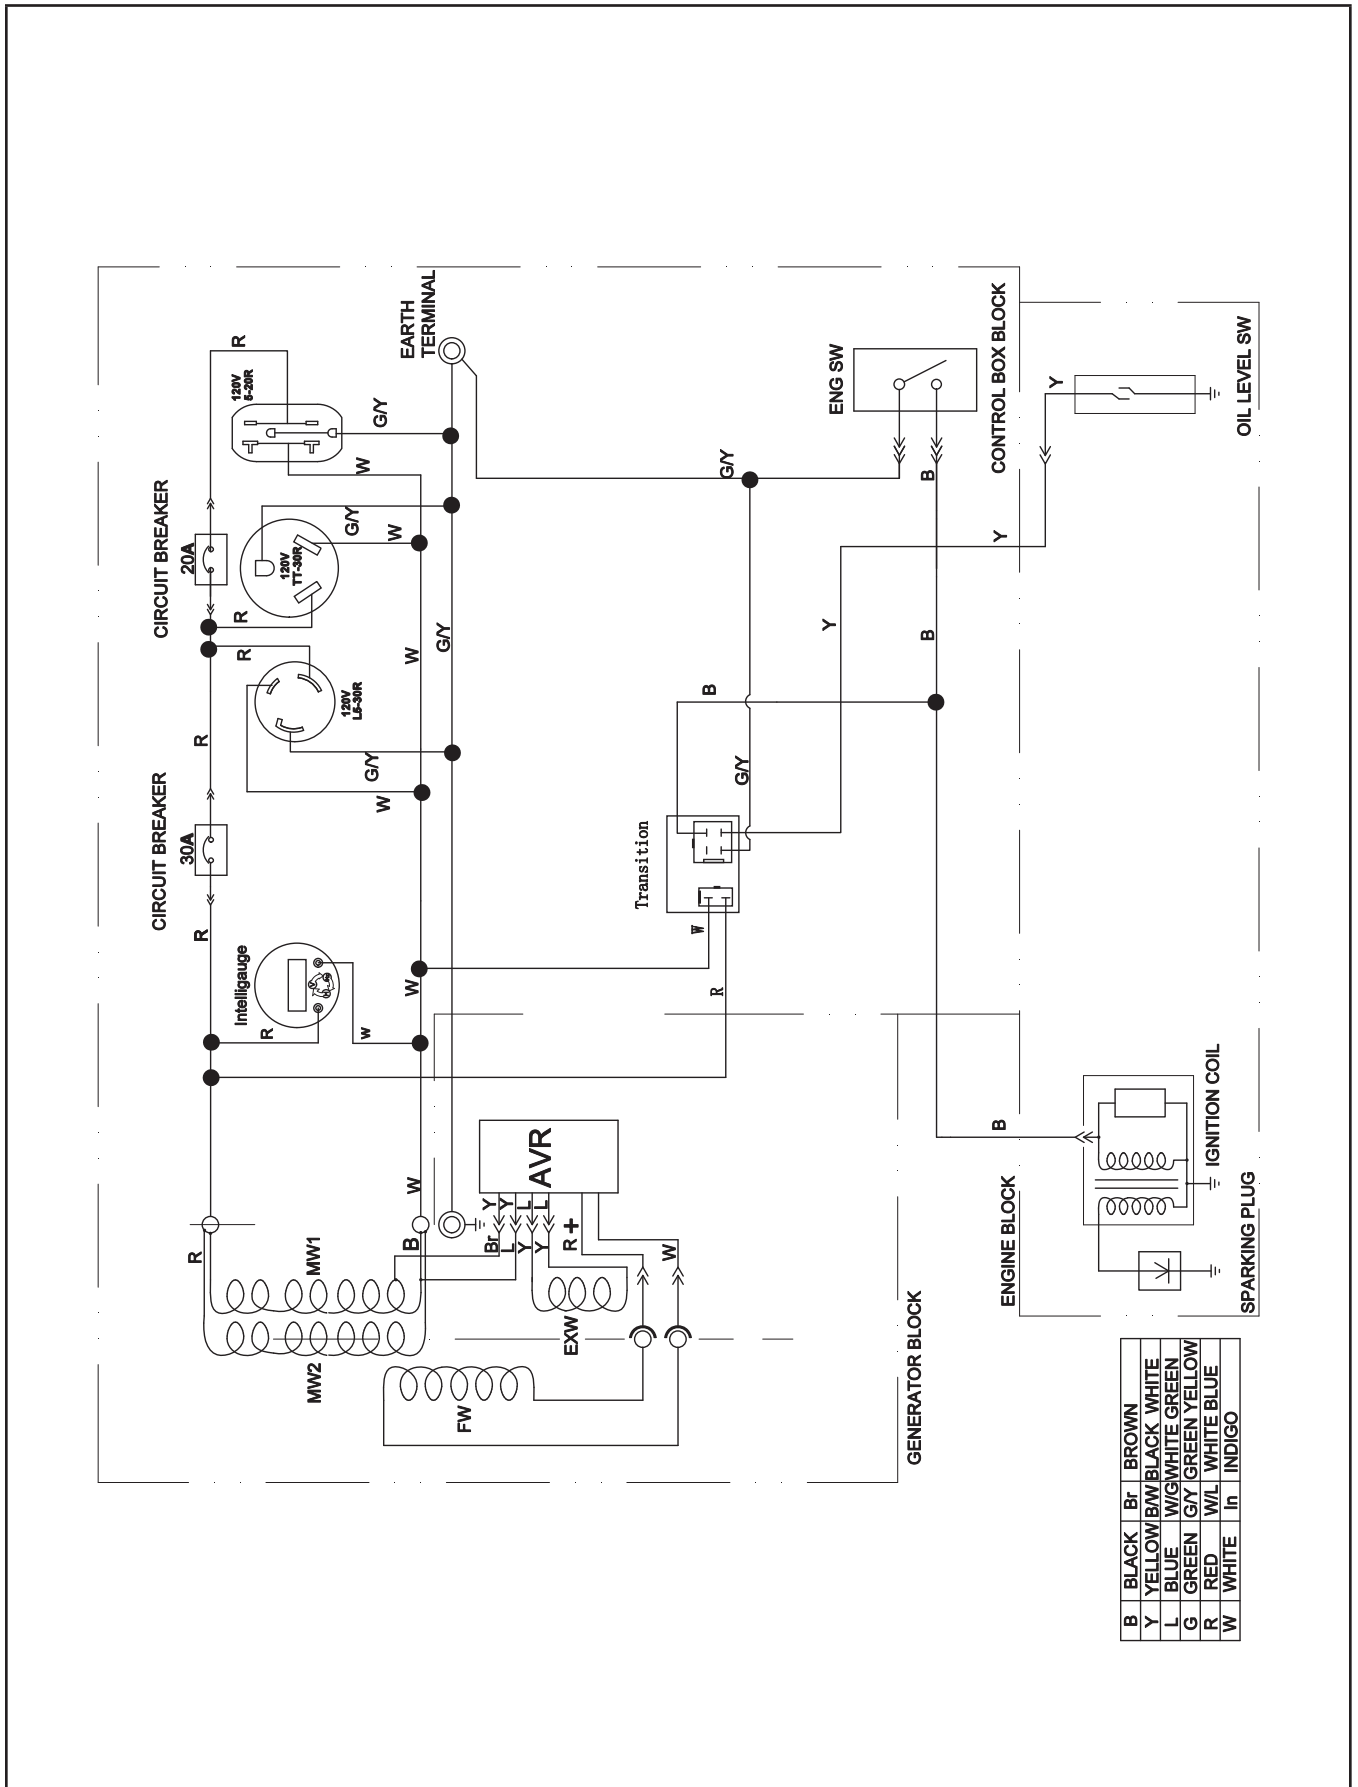 CIRCUIT BREAKER
30A
CIRCUIT BREAKER
20A
R
R
R
R
R
R
R
R
Intelligauge
120V
L5-30R
120V
TT-30R
120V
5-20R
W
W
W
W
W
W
w
G/Y
G/Y
G/Y
G/Y
EARTH
TERMINAL
MW1
MW2
FW
EXW
B
Br
L
Y
Y
Y
Y
L
L
R +
W
AVR
GENERATOR BLOCK
Transition
W
R
B
G/Y
G/Y
Y
B
B
Y
ENG SW
CONTROL BOX BLOCK
Y
OIL LEVEL SW
B
ENGINE BLOCK
IGNITION COIL
SPARKING PLUG
B BLACK Br BROWN
Y YELLOW B/W BLACK WHITE
L BLUE W/G WHITE GREEN
G GREEN G/Y GREEN YELLOW
R RED W/L WHITE BLUE
W WHITE In INDIGO